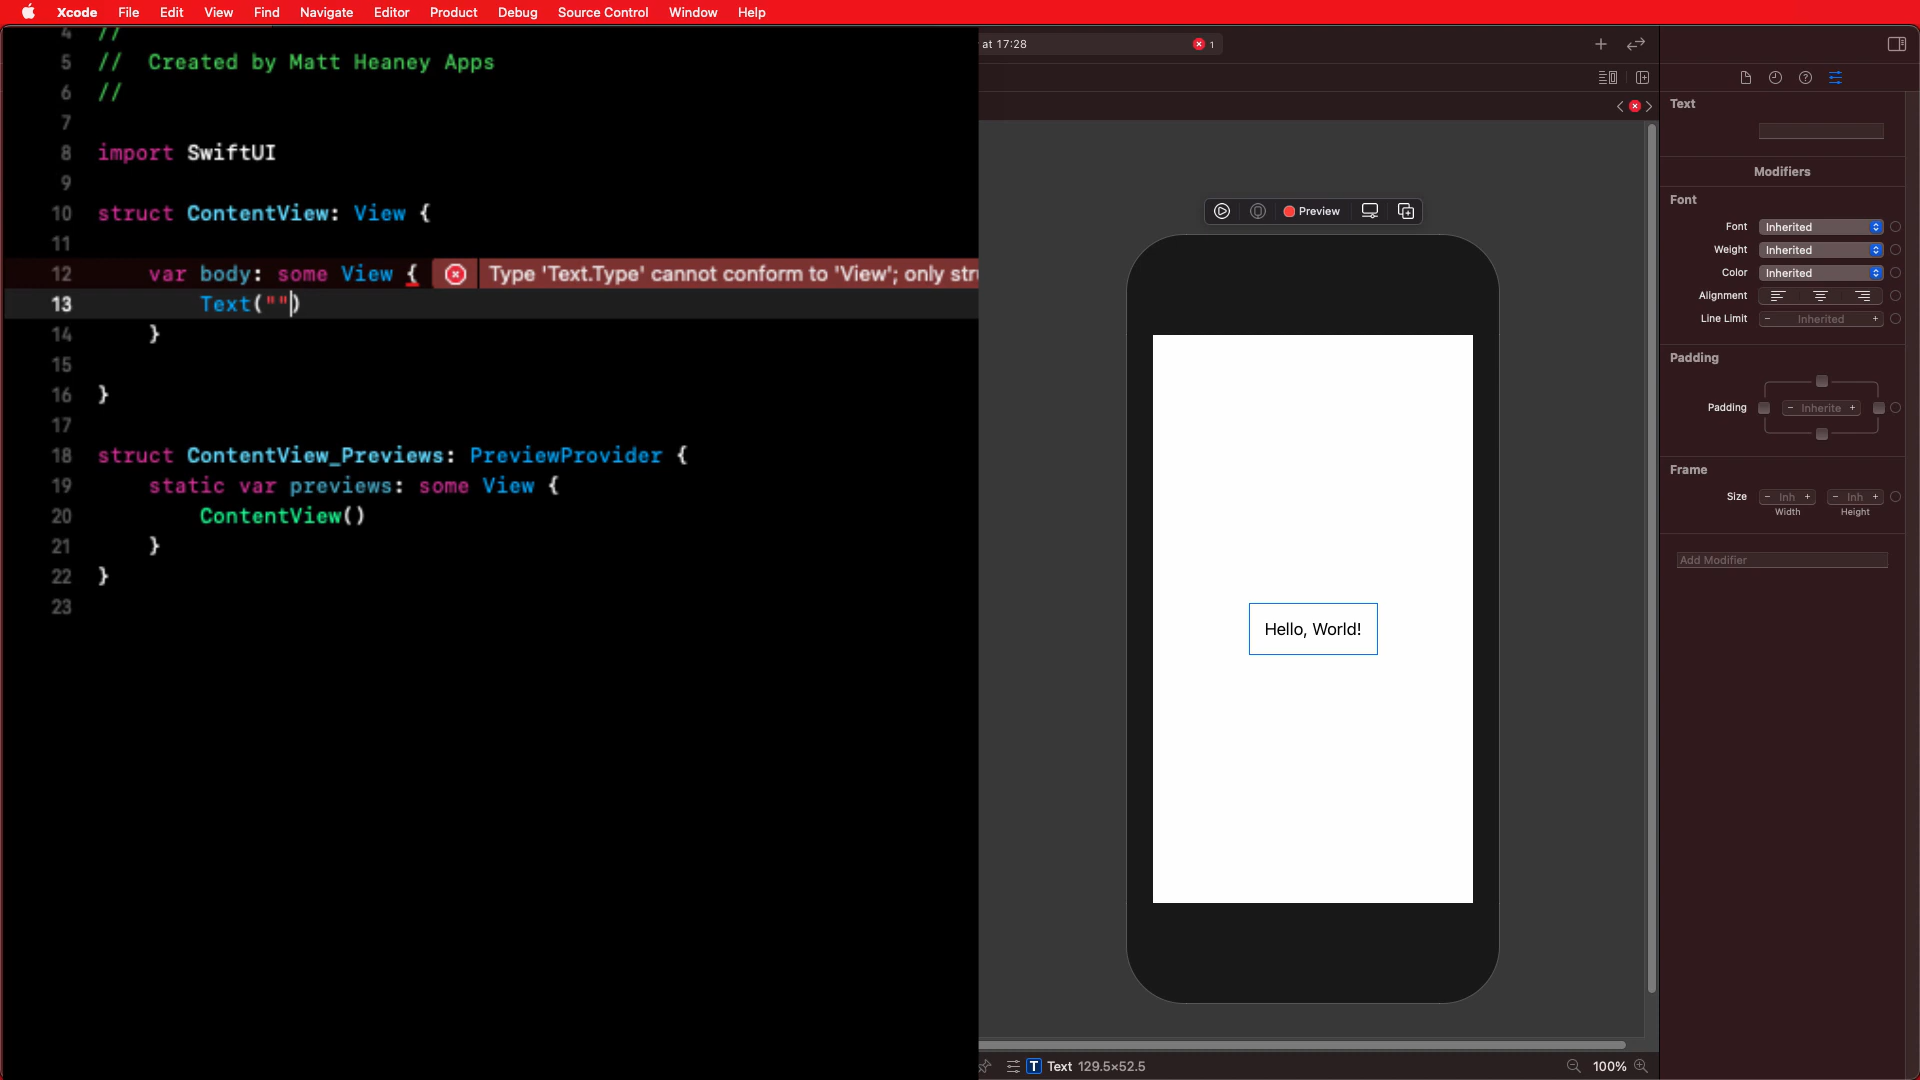 Xcode File Edit View Find Navigate Editor Product Debug Source Control Window Help
4 //
5 // Created by Matt Heaney Apps
6 //
7
8 import SwiftUI
9
10 struct ContentView: View {
11
12 var body: some View { Type 'Text.Type' cannot conform to 'View'; only stru
13 Text("")
14 }
15
16 }
17
18 struct ContentView_Previews: PreviewProvider {
19 static var previews: some View {
20 ContentView()
21 }
22 }
23
at 17:28 1
Preview
Hello, World!
T Text 129.5×52.5 100%
Text
Modifiers
Font
Font Inherited
Weight Inherited
Color Inherited
Alignment
Line Limit - Inherited +
Padding
Padding - Inherite +
Frame
Size - Inh + - Inh +
Width Height
Add Modifier